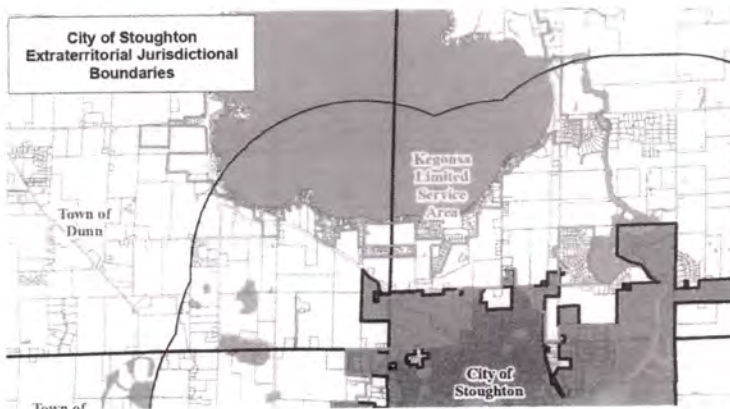 City of Stoughton
Extraterritorial Jurisdictional
Boundaries
Kegonsa
Limited
Service
Area
Town of
Dunn
City of
Stoughton
Town of